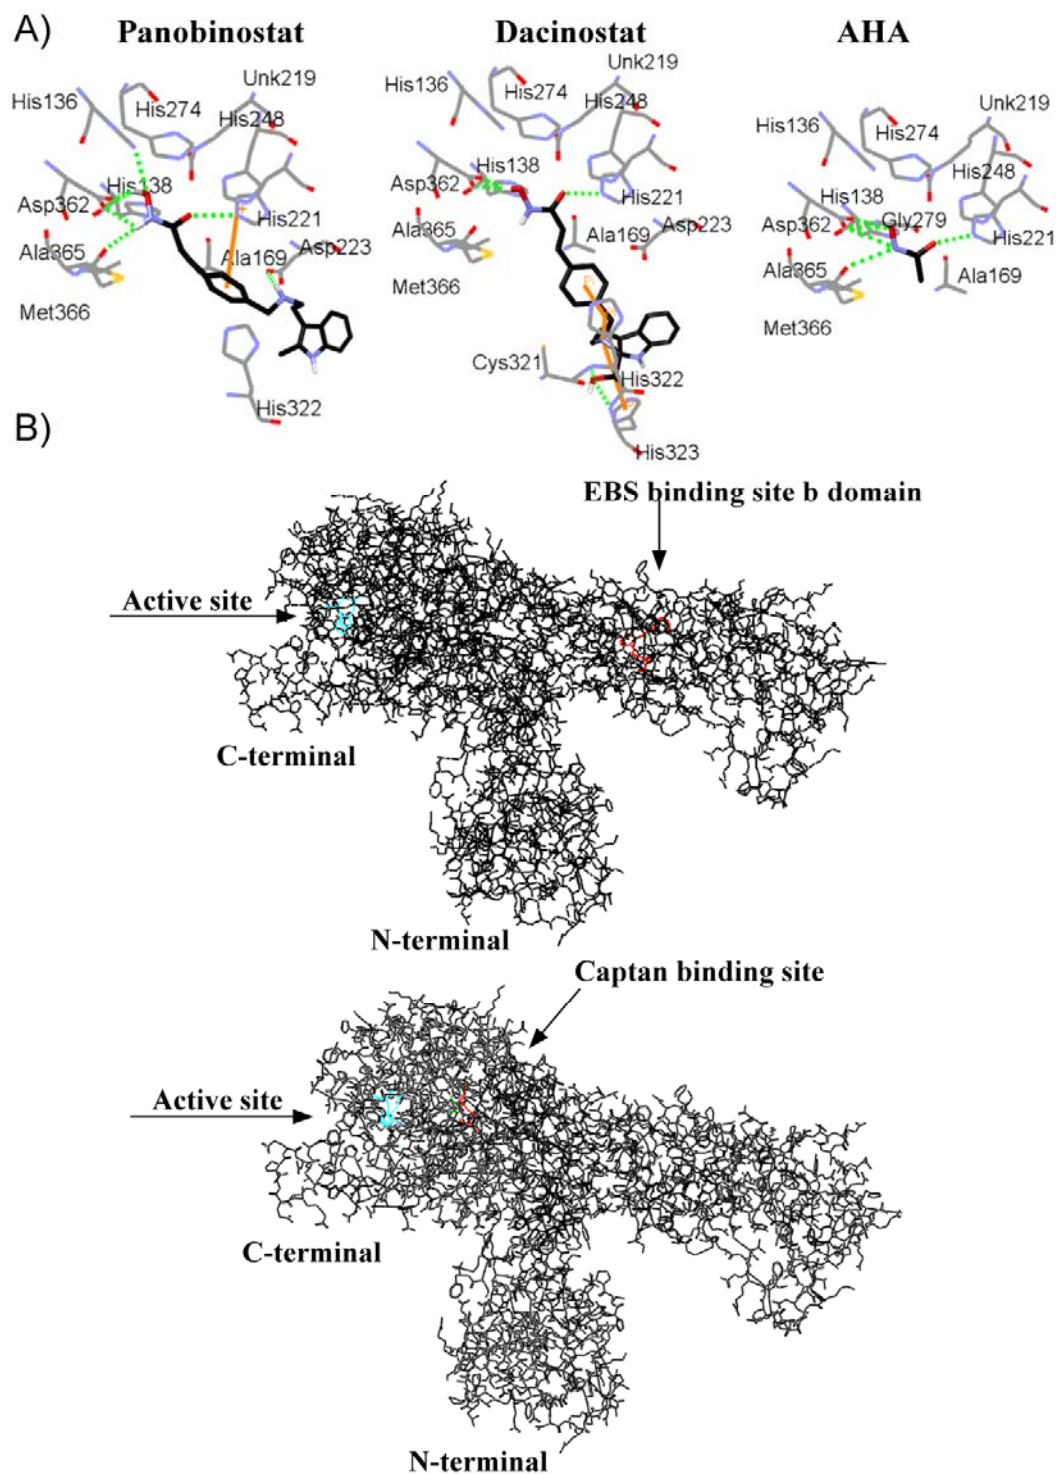 A)
Panobinostat
Dacinostat
AHA
Unk219
His136
His274
His248
His138
Asp362
His221
Ala365
Ala169
Asp223
Met366
His322
Unk219
His136
His274
His248
His138
Asp362
His221
Ala365
Ala169
Asp223
Met366
Cys321
His322
His323
Unk219
His136
His274
His248
His138
Asp362
Gly279
His221
Ala365
Ala169
Met366
B)
EBS binding site b domain
Active site
C-terminal
N-terminal
Captan binding site
Active site
C-terminal
N-terminal